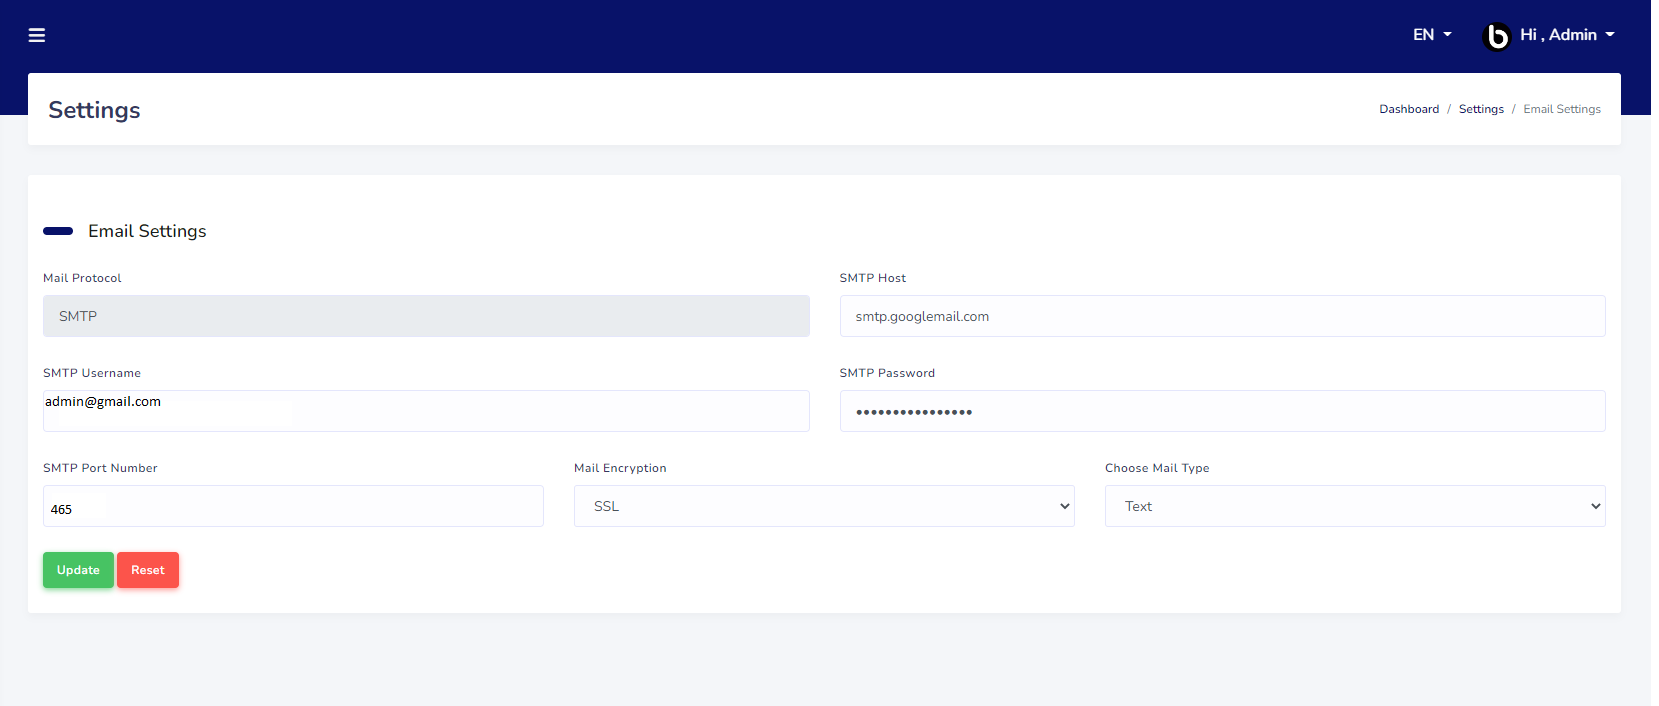 EN
b Hi , Admin
Settings
Dashboard / Settings / Email Settings
Email Settings
Mail Protocol
SMTP Host
SMTP
smtp.googlemail.com
SMTP Username
SMTP Password
admin@gmail.com
••••••••••••••••
SMTP Port Number
Mail Encryption
Choose Mail Type
465
SSL
Text
Update
Reset